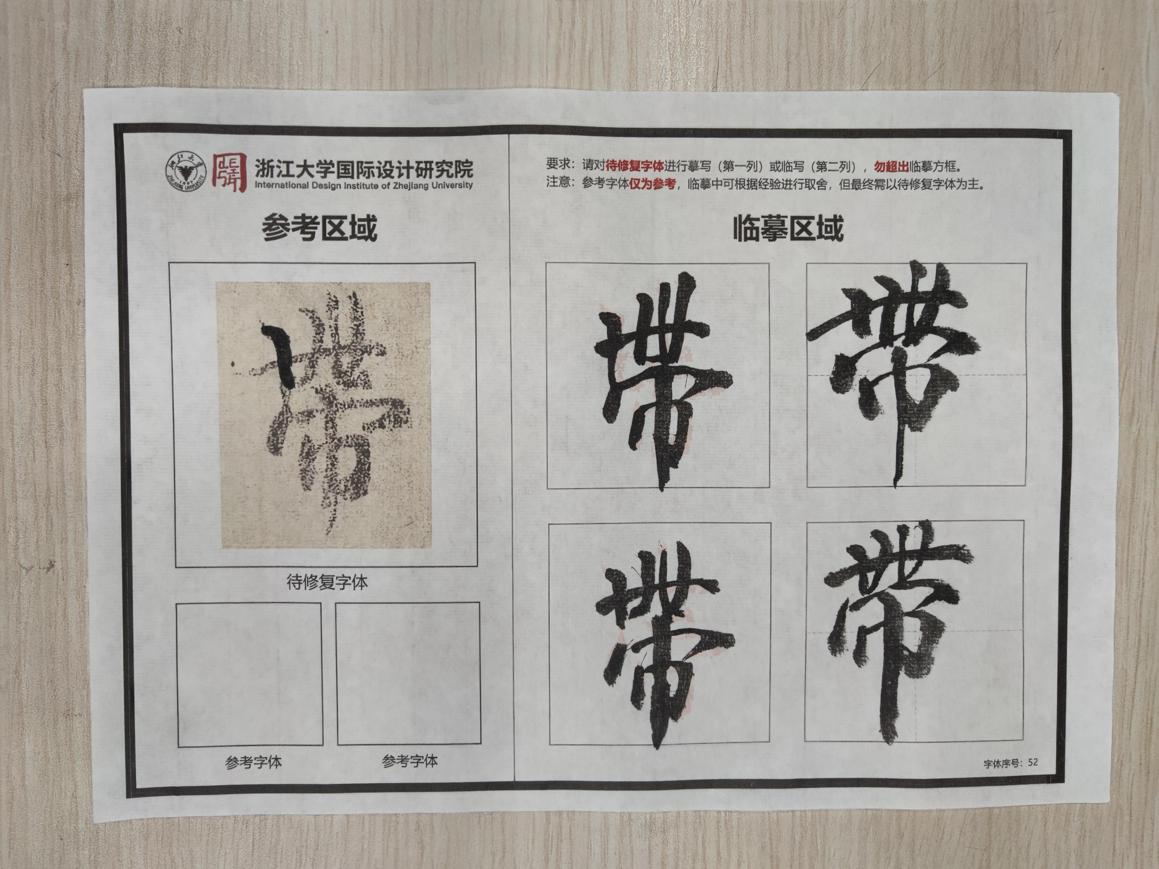 浙江大学国际设计研究院
International Design Institute of Zhejiang University
参考区域
帶
待修复字体
参考字体 参考字体
要求：请对待修复字体进行摹写（第一列）或临写（第二列），勿超出临摹方框。
注意：参考字体仅为参考，临摹中可根据经验进行取舍，但最终需以待修复字体为主。
临摹区域
帶 帶
帶 帶
字体序号：52